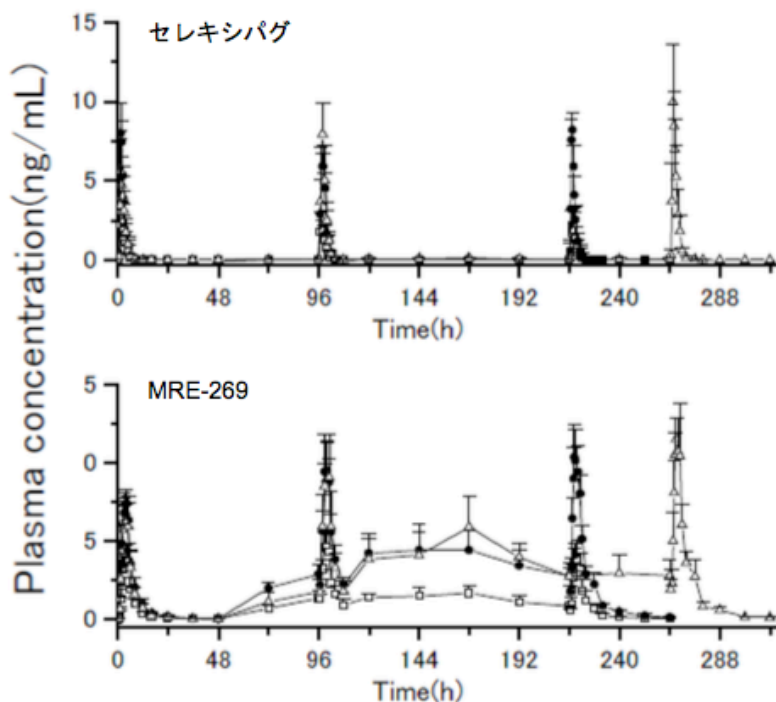 セレキシパグ
15
10
5
0
0 48 96 144 192 240 288
Time(h)
Plasma concentration(ng/mL)
MRE-269
5
0
5
0
0 48 96 144 192 240 288
Time(h)